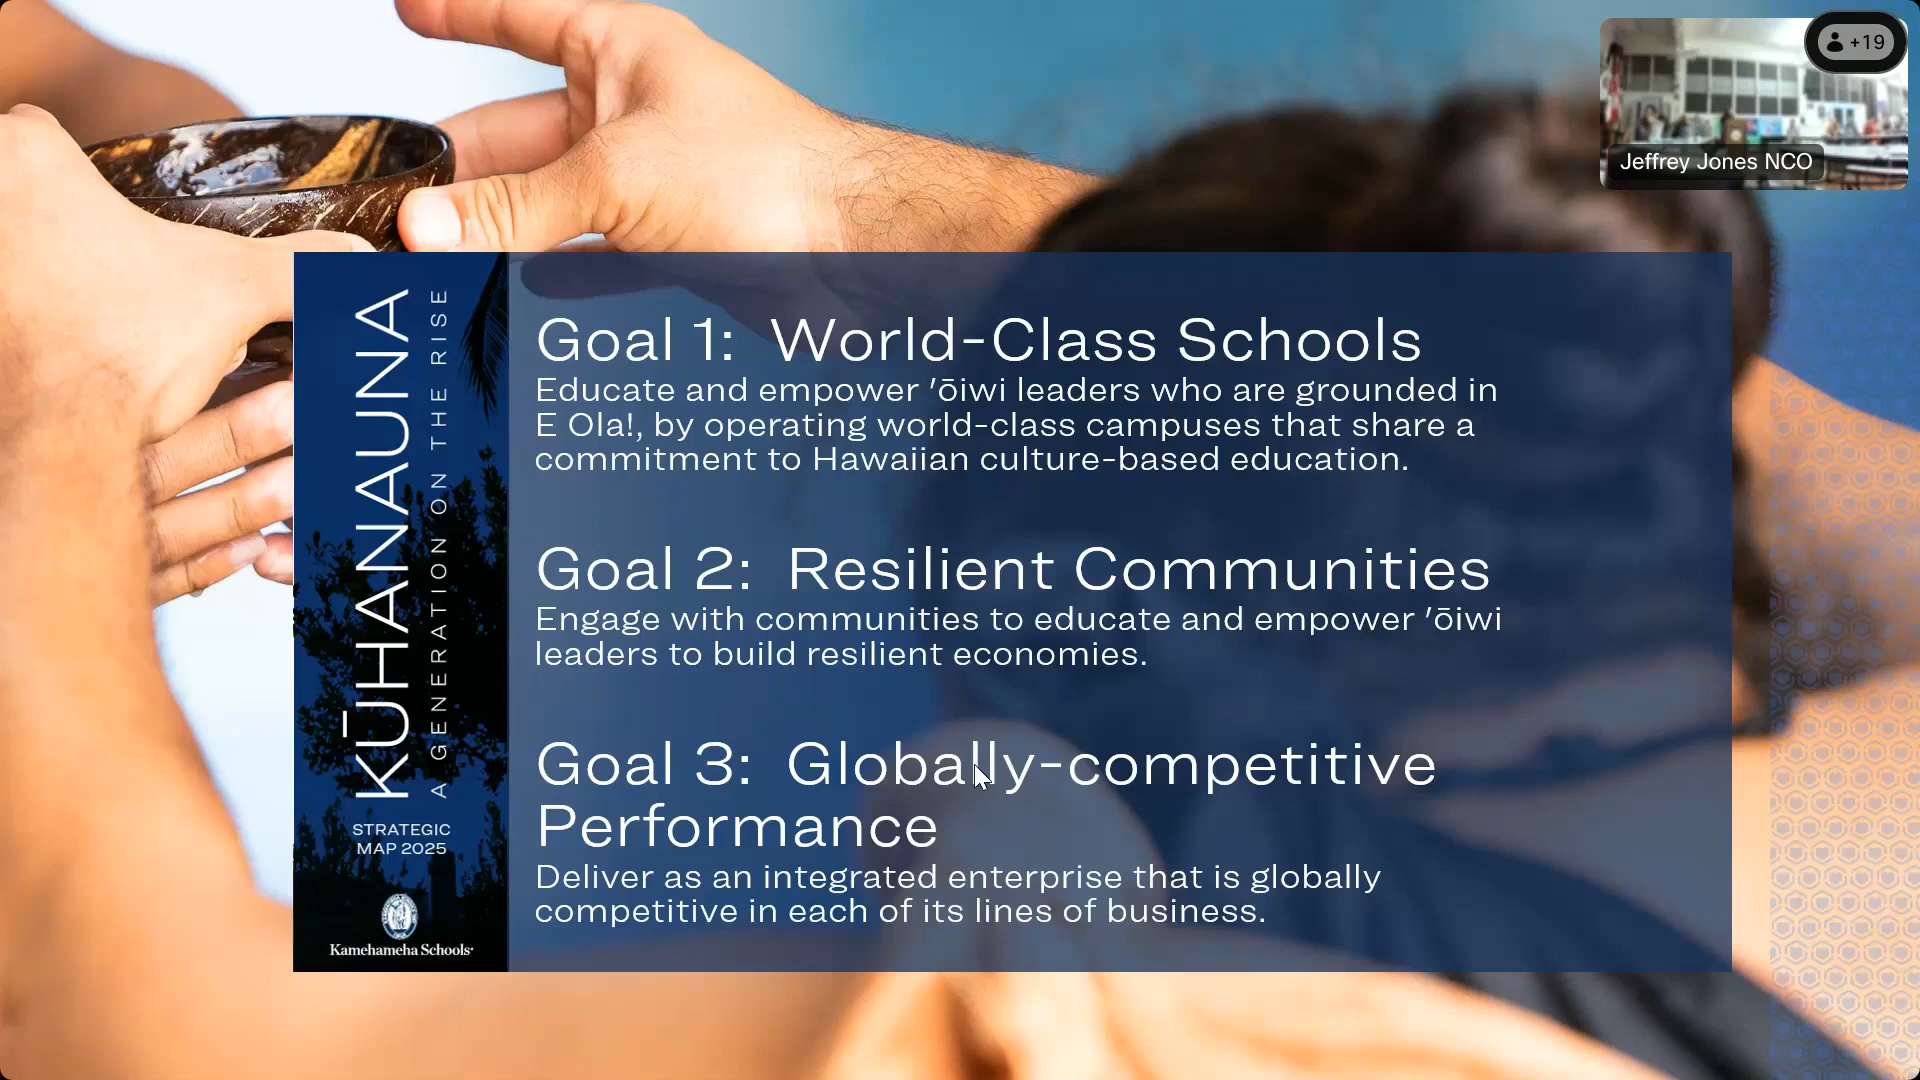 +19
Jeffrey Jones NCO
KŪHANAUNA
A GENERATION ON THE RISE
STRATEGIC
MAP 2025
Kamehameha Schools®
Goal 1: World-Class Schools
Educate and empower ʻōiwi leaders who are grounded in
E Ola!, by operating world-class campuses that share a
commitment to Hawaiian culture-based education.
Goal 2: Resilient Communities
Engage with communities to educate and empower ʻōiwi
leaders to build resilient economies.
Goal 3: Globally-competitive
Performance
Deliver as an integrated enterprise that is globally
competitive in each of its lines of business.